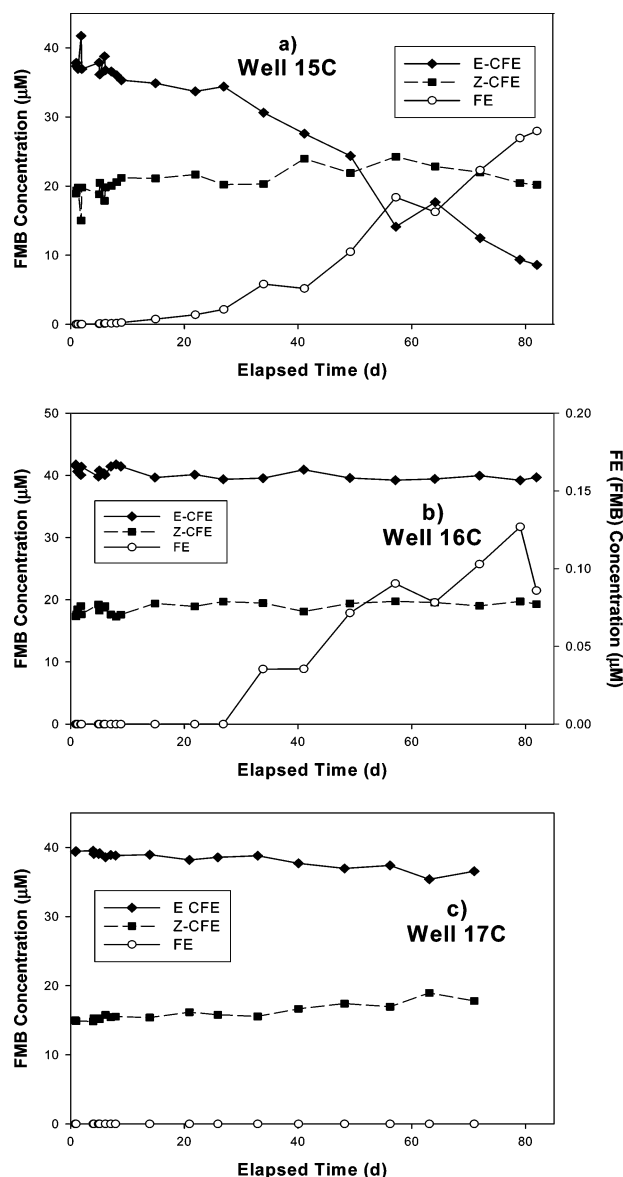 a)
Well 15C
E-CFE
Z-CFE
FE
FMB Concentration (μM)
40
30
20
10
0
0 20 40 60 80
Elapsed Time (d)
b)
Well 16C
E-CFE
Z-CFE
FE
FMB Concentration (μM)
50
40
30
20
10
0
0.20
0.15
0.10
0.05
0.00
FE (FMB) Concentration (μM)
0 20 40 60 80
Elapsed Time (d)
c)
Well 17C
E CFE
Z-CFE
FE
FMB Concentration (μM)
40
30
20
10
0
0 20 40 60 80
Elapsed Time (d)